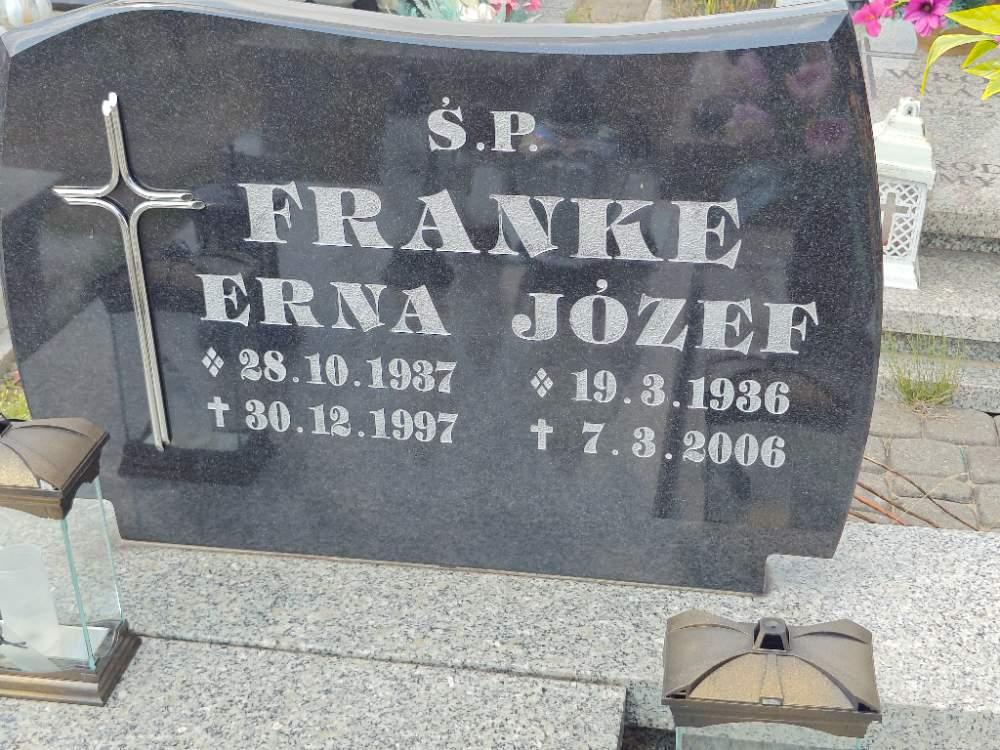 Ś.P.
FRANKE
ERNA JÓZEF
❖ 28.10.1937 ❖ 19.3.1936
✝ 30.12.1997 ✝ 7.3.2006